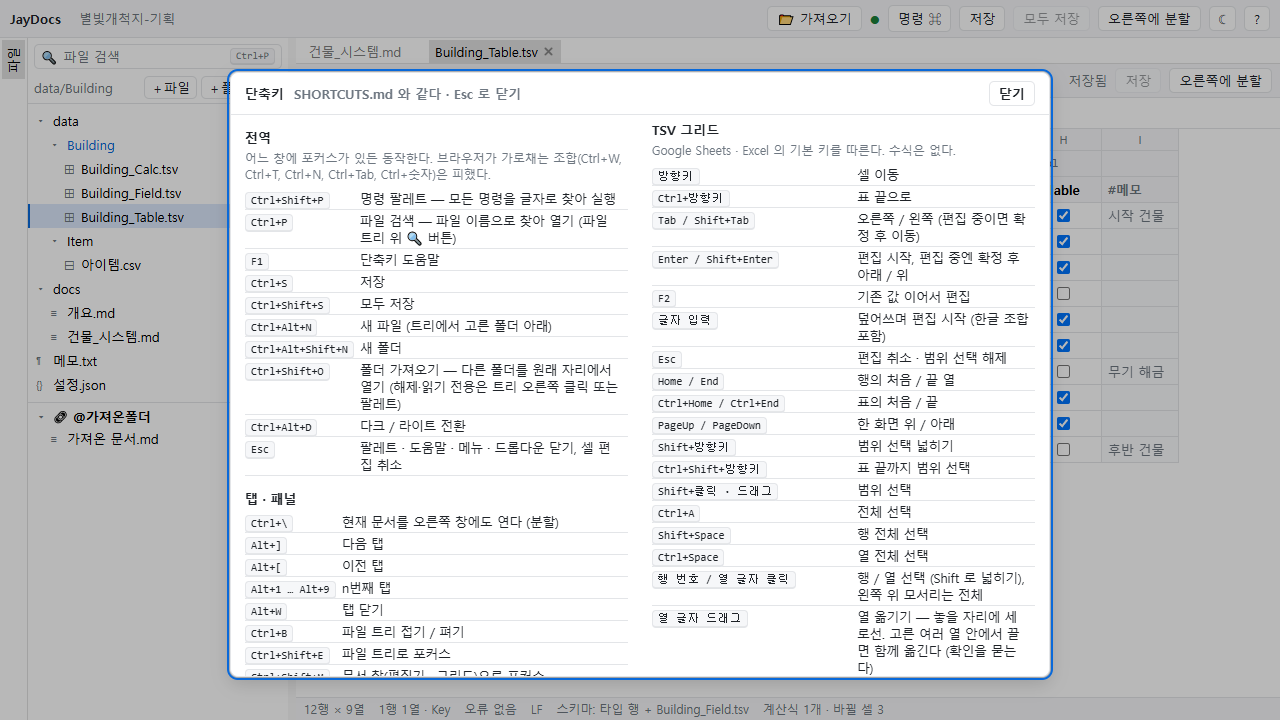 JayDocs 별빛개척지-기획 가져오기 명령 ⌘ 저장 모두 저장 오른쪽에 분할 ☾ ?
파일
파일 검색 Ctrl+P
data/Building +파일
data
Building
Building_Calc.tsv
Building_Field.tsv
Building_Table.tsv
Item
아이템.csv
docs
개요.md
건물_시스템.md
메모.txt
설정.json
@가져온폴더
가져온 문서.md
건물_시스템.md Building_Table.tsv ✕
저장됨 저장 오른쪽에 분할
단축키 SHORTCUTS.md 와 같다 · Esc 로 닫기 닫기
전역
어느 창에 포커스가 있든 동작한다. 브라우저가 가로채는 조합(Ctrl+W,
Ctrl+T, Ctrl+N, Ctrl+Tab, Ctrl+숫자)은 피했다.
Ctrl+Shift+P 명령 팔레트 — 모든 명령을 글자로 찾아 실행
Ctrl+P 파일 검색 — 파일 이름으로 찾아 열기 (파일
트리 위 🔍 버튼)
F1 단축키 도움말
Ctrl+S 저장
Ctrl+Shift+S 모두 저장
Ctrl+Alt+N 새 파일 (트리에서 고른 폴더 아래)
Ctrl+Alt+Shift+N 새 폴더
Ctrl+Shift+O 폴더 가져오기 — 다른 폴더를 원래 자리에서
열기 (해제·읽기 전용은 트리 오른쪽 클릭 또는
팔레트)
Ctrl+Alt+D 다크 / 라이트 전환
Esc 팔레트 · 도움말 · 메뉴 · 드롭다운 닫기, 셀 편
집 취소
탭 · 패널
Ctrl+\ 현재 문서를 오른쪽 창에도 연다 (분할)
Alt+] 다음 탭
Alt+[ 이전 탭
Alt+1 … Alt+9 n번째 탭
Alt+W 탭 닫기
Ctrl+B 파일 트리 접기 / 펴기
Ctrl+Shift+E 파일 트리로 포커스
TSV 그리드
Google Sheets · Excel 의 기본 키를 따른다. 수식은 없다.
방향키 셀 이동
Ctrl+방향키 표 끝으로
Tab / Shift+Tab 오른쪽 / 왼쪽 (편집 중이면 확
정 후 이동)
Enter / Shift+Enter 편집 시작, 편집 중엔 확정 후
아래 / 위
F2 기존 값 이어서 편집
글자 입력 덮어쓰며 편집 시작 (한글 조합
포함)
Esc 편집 취소 · 범위 선택 해제
Home / End 행의 처음 / 끝 열
Ctrl+Home / Ctrl+End 표의 처음 / 끝
PageUp / PageDown 한 화면 위 / 아래
Shift+방향키 범위 선택 넓히기
Ctrl+Shift+방향키 표 끝까지 범위 선택
Shift+클릭 · 드래그 범위 선택
Ctrl+A 전체 선택
Shift+Space 행 전체 선택
Ctrl+Space 열 전체 선택
행 번호 / 열 글자 클릭 행 / 열 선택 (Shift 로 넓히기),
왼쪽 위 모서리는 전체
열 글자 드래그 열 옮기기 — 놓을 자리에 세
로선. 고른 여러 열 안에서 끌
면 함께 옮긴다 (확인을 묻는
다)
H I
#메모
시작 건물
무기 해금
후반 건물
12행 × 9열 1행 1열 · Key 오류 없음 LF 스키마: 타입 행 + Building_Field.tsv 계산식 1개 · 바뀔 셀 3